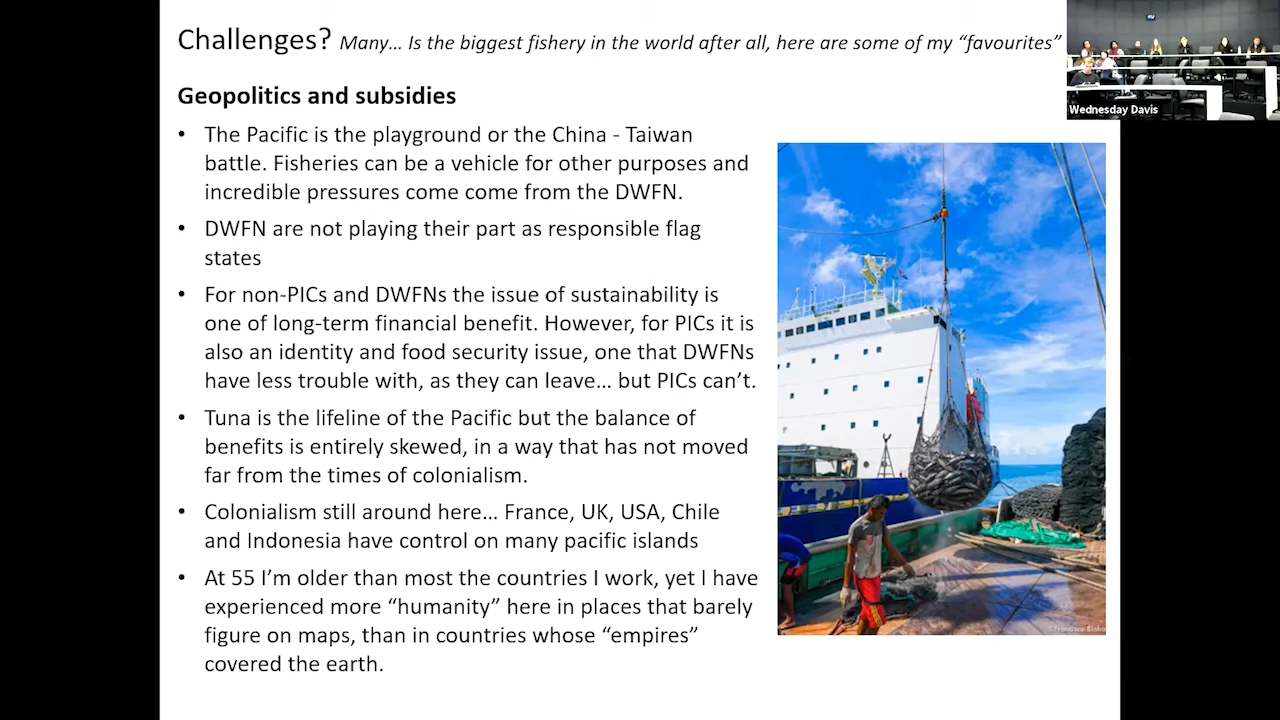 Challenges? Many… Is the biggest fishery in the world after all, here are some of my “favourites”
Wednesday Davis
Geopolitics and subsidies
• The Pacific is the playground or the China - Taiwan
battle. Fisheries can be a vehicle for other purposes and
incredible pressures come come from the DWFN.
• DWFN are not playing their part as responsible flag
states
• For non-PICs and DWFNs the issue of sustainability is
one of long-term financial benefit. However, for PICs it is
also an identity and food security issue, one that DWFNs
have less trouble with, as they can leave… but PICs can’t.
• Tuna is the lifeline of the Pacific but the balance of
benefits is entirely skewed, in a way that has not moved
far from the times of colonialism.
• Colonialism still around here… France, UK, USA, Chile
and Indonesia have control on many pacific islands
• At 55 I’m older than most the countries I work, yet I have
experienced more “humanity” here in places that barely
figure on maps, than in countries whose “empires”
covered the earth.
©Francisco Blaha